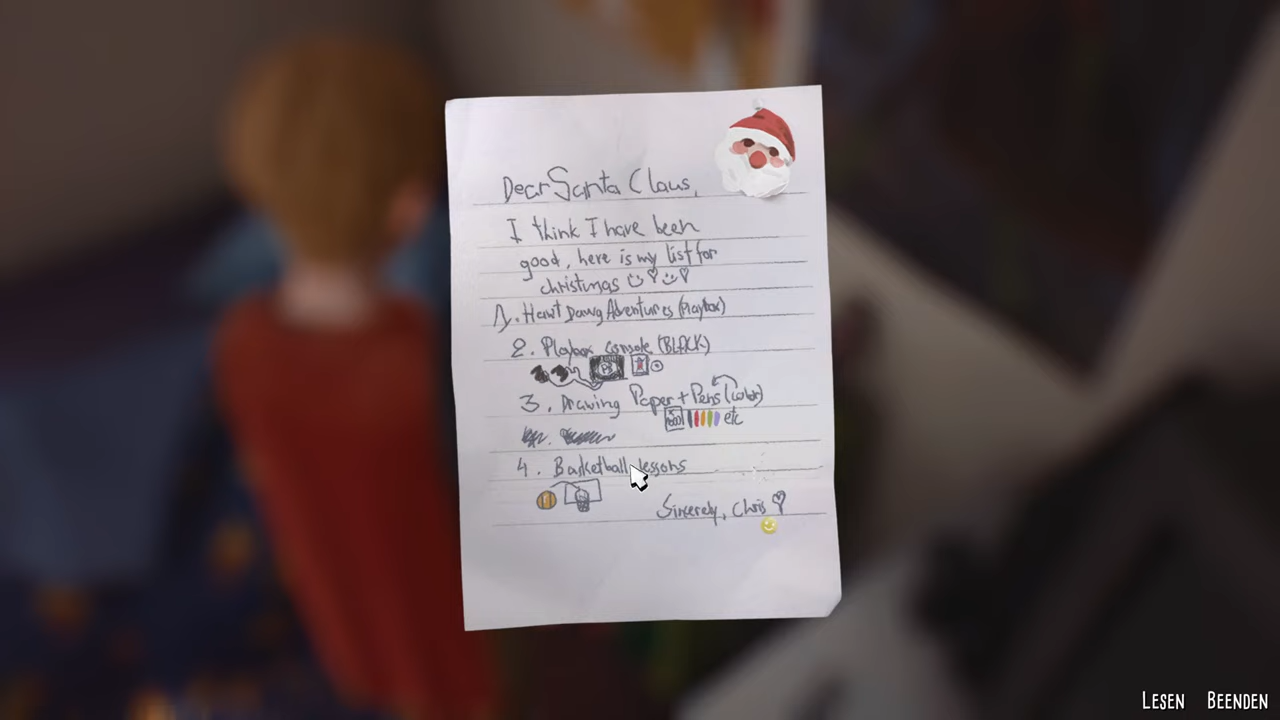 Dear Santa Claus,
I think I have been
good, here is my list for
christmas
1. Hawt Dawg Adventures (Playbox)
2. Playbox console (BLACK)
3. Drawing Paper + Pens (color)
etc
4. Basketball lessons
Sincerely, Chris
LESEN BEENDEN